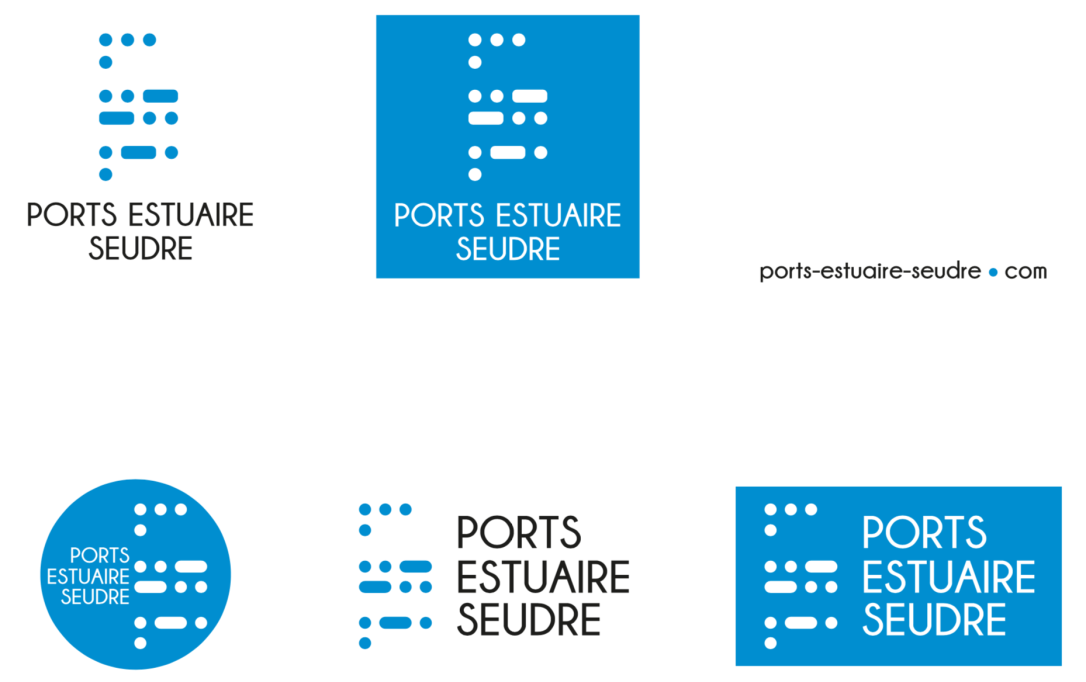 PORTS ESTUAIRE
SEUDRE
PORTS ESTUAIRE
SEUDRE
ports-estuaire-seudre • com
PORTS
ESTUAIRE
SEUDRE
PORTS
ESTUAIRE
SEUDRE
PORTS
ESTUAIRE
SEUDRE